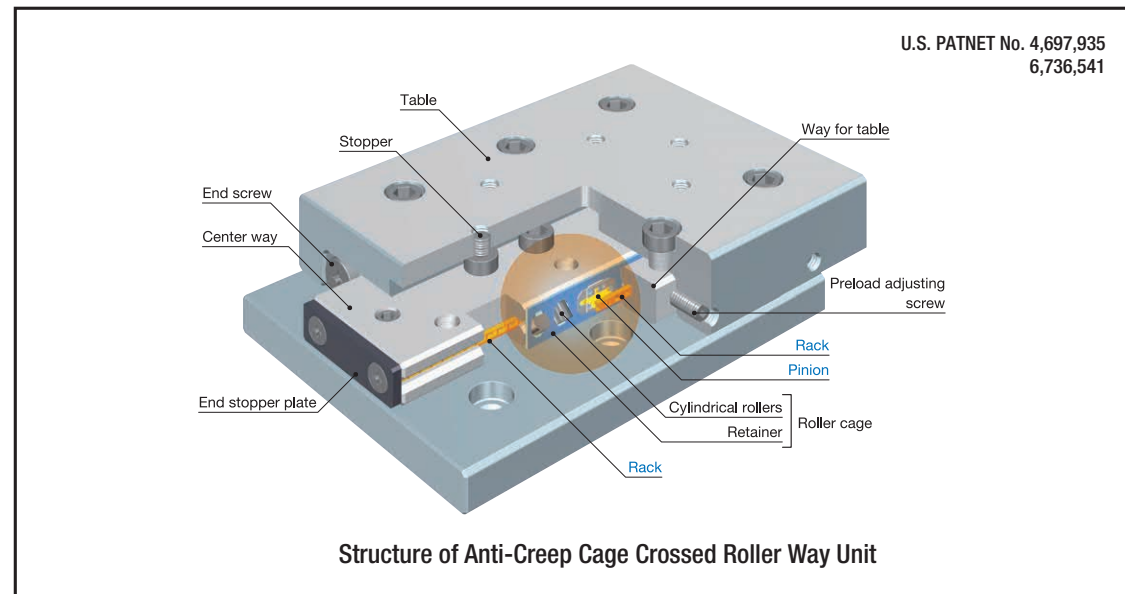 U.S. PATNET No. 4,697,935
6,736,541
Table
Way for table
Stopper
End screw
Center way
Preload adjusting
screw
Rack
Pinion
End stopper plate
Cylindrical rollers
Roller cage
Retainer
Rack
Structure of Anti-Creep Cage Crossed Roller Way Unit